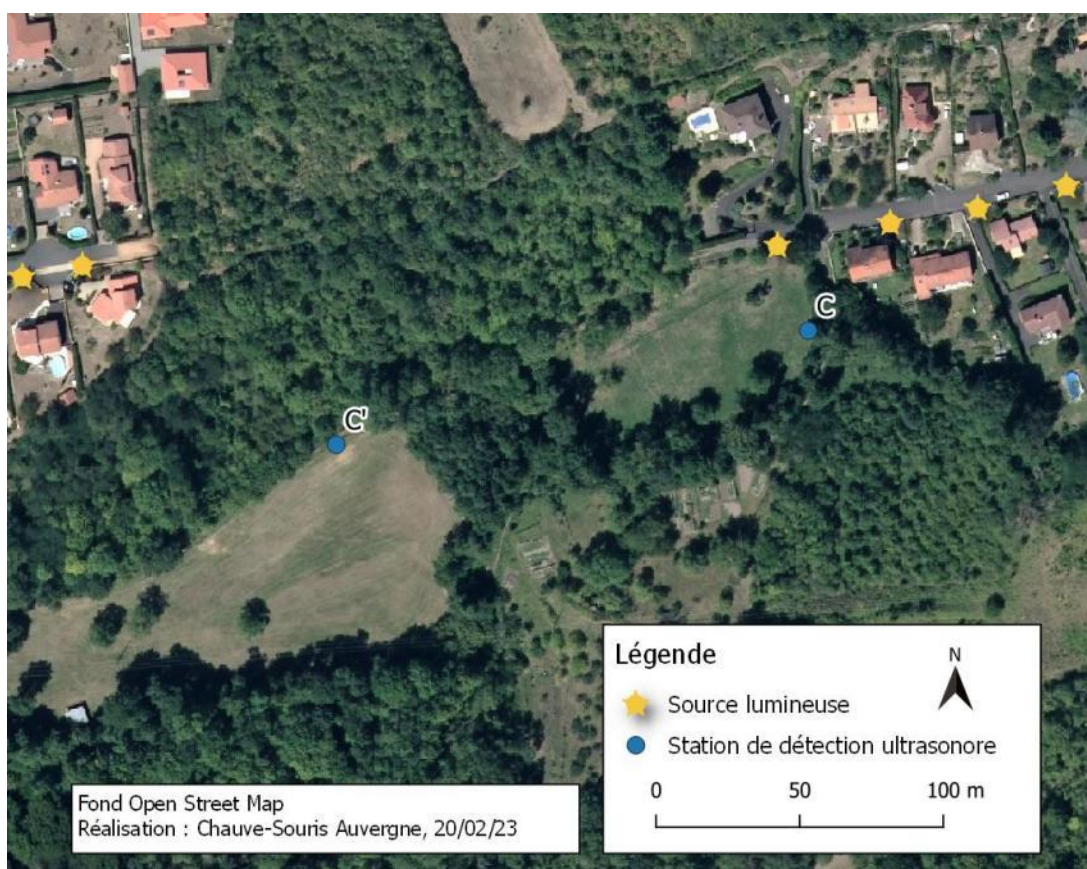 C
C'
Légende
N
Source lumineuse
Station de détection ultrasonore
0 50 100 m
Fond Open Street Map
Réalisation : Chauve-Souris Auvergne, 20/02/23